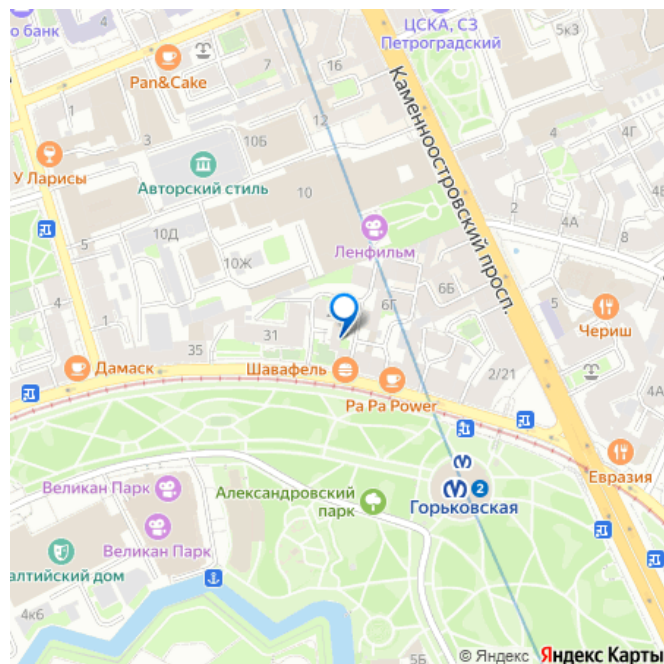 о банк
ЦСКА, СЗ
Петроградский
5к3
Pan&Cake
7
16
1
3
12
10Б
Каменноостровский просп.
4
4Г
У Ларисы
Авторский стиль
10
2
4А
5
10Д
8
Ленфильм
10Ж
6Б
4
6Г
5
Чериш
1
31
35
Дамаск
Шавафель
2/21
Pa Pa Power
4А
Евразия
Великан Парк
Александровский
парк
2
Горьковская
Великан Парк
алтийский дом
4к6
5Б
© Яндекс Яндекс Карты